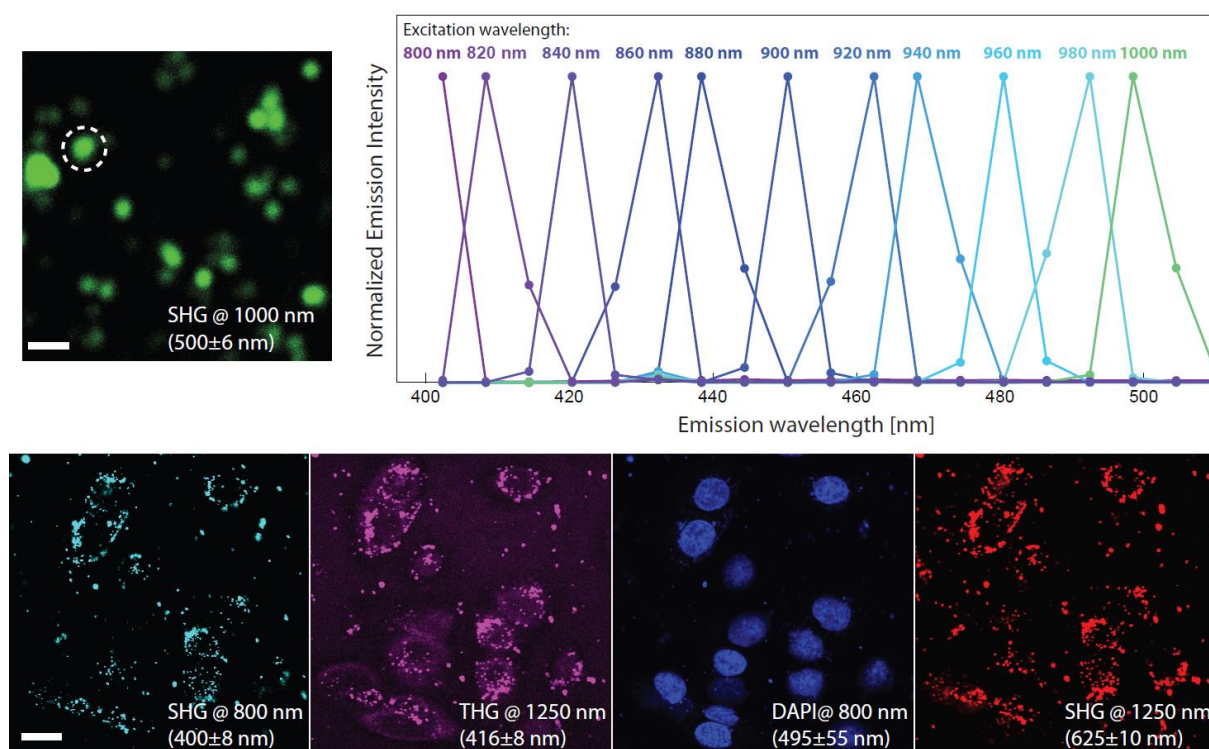 Excitation wavelength:
800 nm 820 nm 840 nm 860 nm 880 nm 900 nm 920 nm 940 nm 960 nm 980 nm 1000 nm
SHG @ 1000 nm
(500±6 nm)
Normalized Emission Intensity
400 420 440 460 480 500
Emission wavelength [nm]
SHG @ 800 nm
(400±8 nm)
THG @ 1250 nm
(416±8 nm)
DAPI@ 800 nm
(495±55 nm)
SHG @ 1250 nm
(625±10 nm)